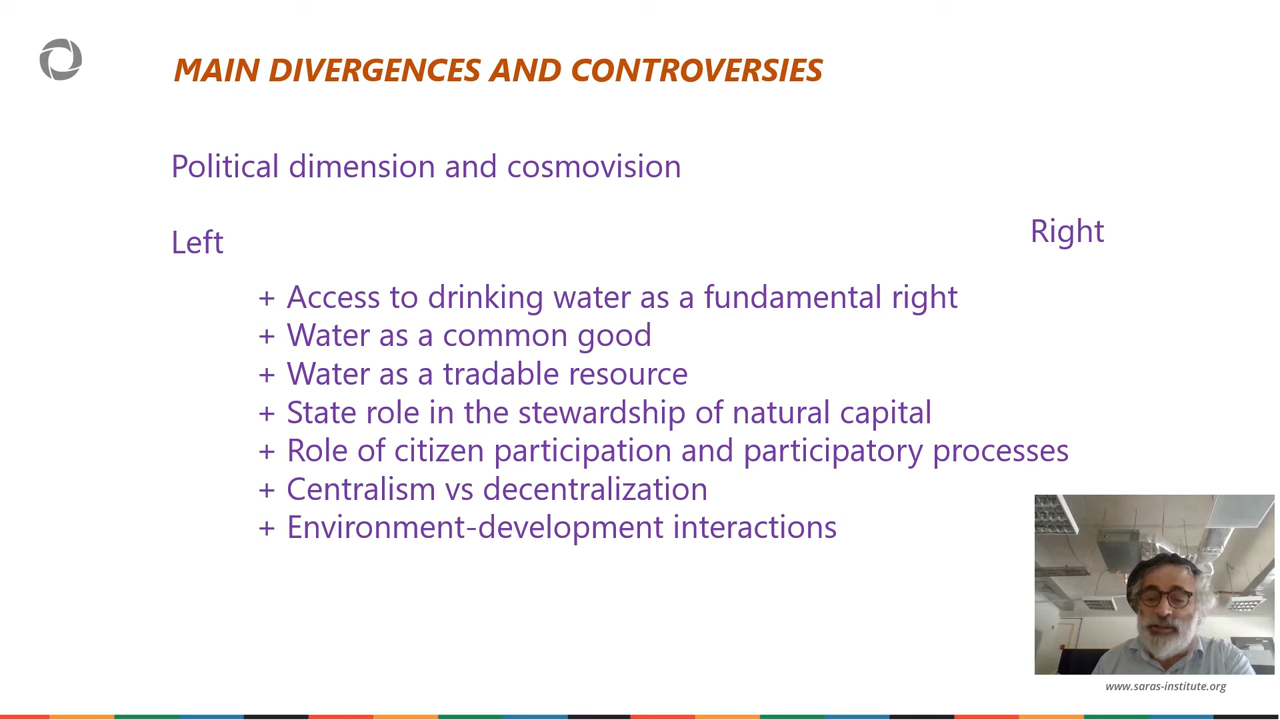 MAIN DIVERGENCES AND CONTROVERSIES
Political dimension and cosmovision
Left
Right
+ Access to drinking water as a fundamental right
+ Water as a common good
+ Water as a tradable resource
+ State role in the stewardship of natural capital
+ Role of citizen participation and participatory processes
+ Centralism vs decentralization
+ Environment-development interactions
www.saras-institute.org